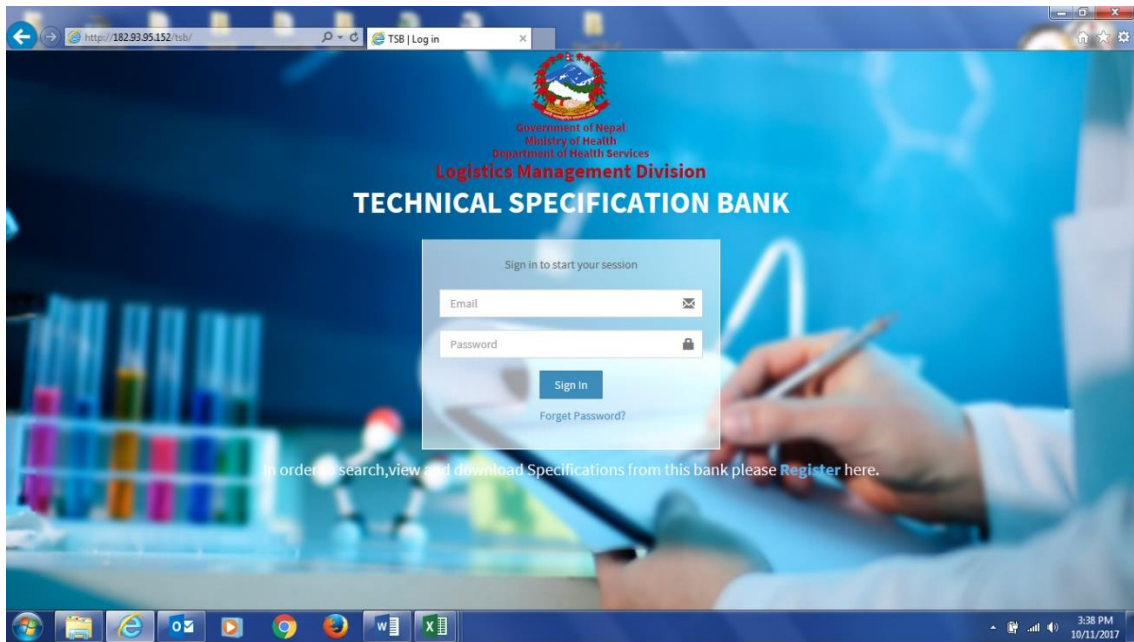 http://182.93.95.152/tsb/
TSB | Log in
Government of Nepal
Ministry of Health
Department of Health Services
Logistics Management Division
TECHNICAL SPECIFICATION BANK
Sign in to start your session
Email
Password
Sign In
Forget Password?
In order to search,view and download Specifications from this bank please Register here.
3:38 PM
10/11/2017